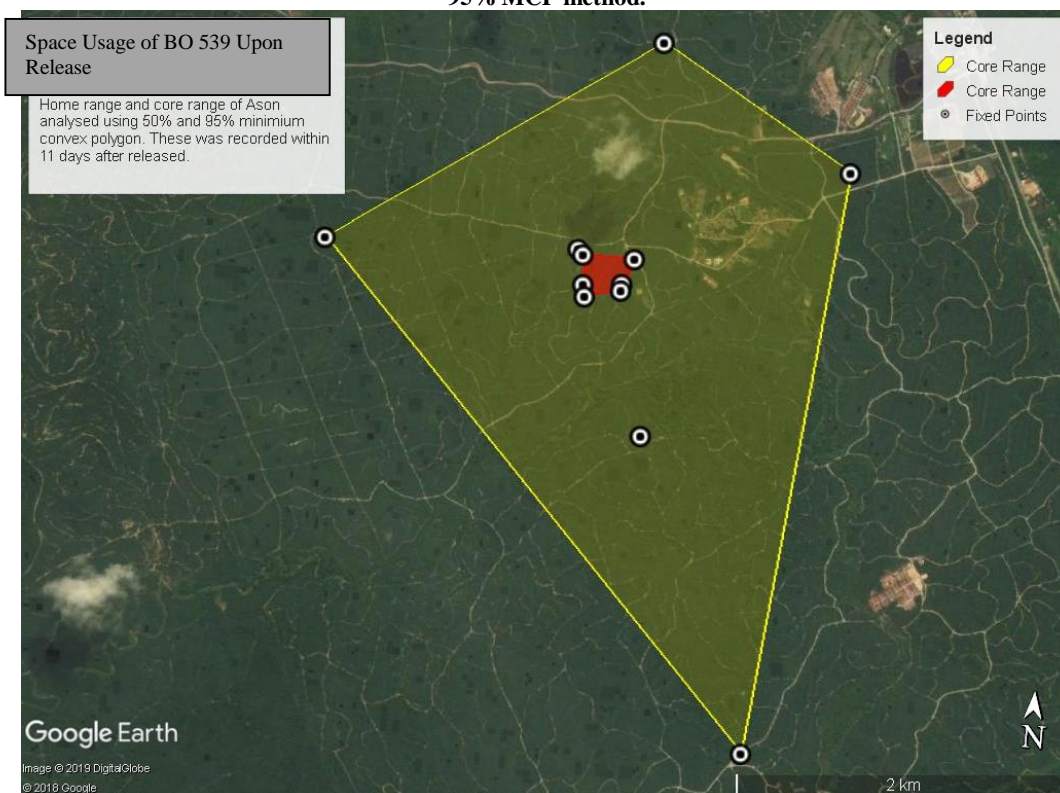 95% MCP method.
Space Usage of BO 539 Upon
Release
Home range and core range of Ason
analysed using 50% and 95% minimium
convex polygon. These was recorded within
11 days after released.
Legend
Core Range
Core Range
Fixed Points
Google Earth
Image © 2019 DigitalGlobe
© 2018 Google
N
2 km